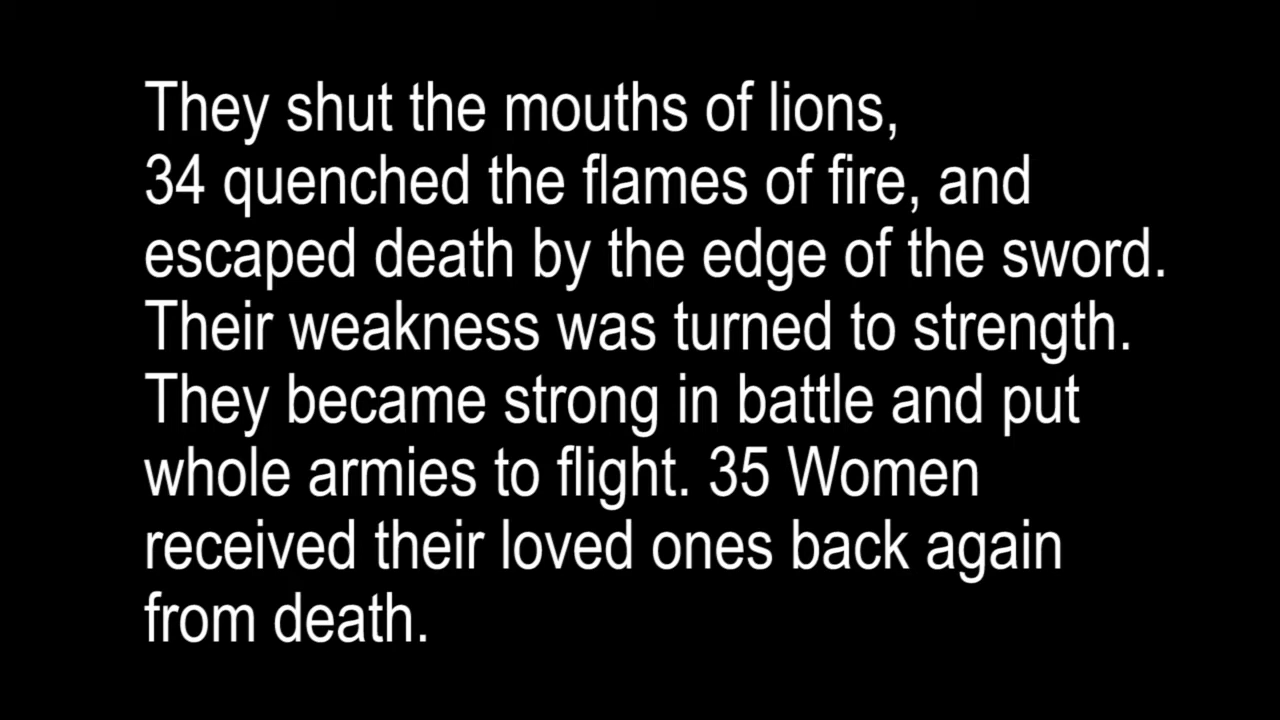 They shut the mouths of lions,
34 quenched the flames of fire, and
escaped death by the edge of the sword.
Their weakness was turned to strength.
They became strong in battle and put
whole armies to flight. 35 Women
received their loved ones back again
from death.